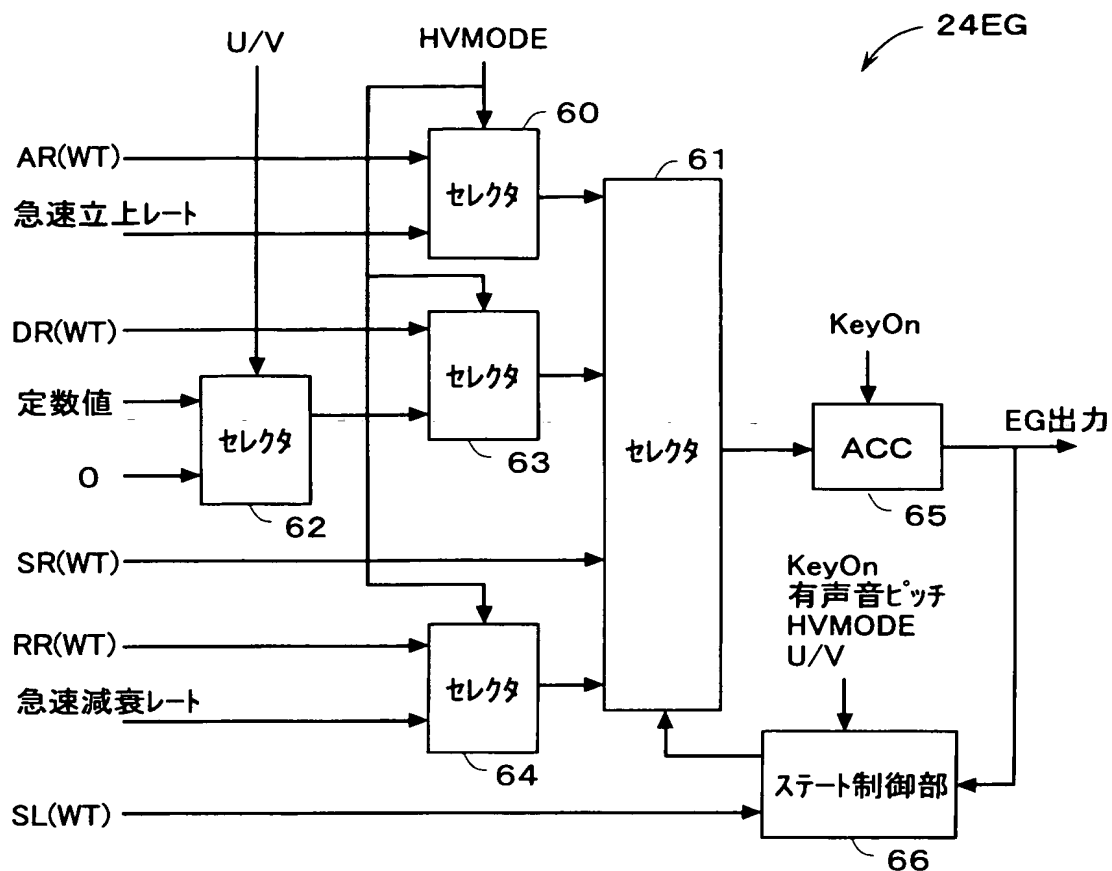 24EG
U/V
HVMODE
60
AR(WT)
セレクタ
急速立上レート
61
DR(WT)
セレクタ
63
KeyOn
定数値
セレクタ
0
62
セレクタ
ACC
65
EG出力
SR(WT)
KeyOn
有声音ピッチ
HVMODE
U/V
RR(WT)
セレクタ
急速減衰レート
64
ステート制御部
66
SL(WT)